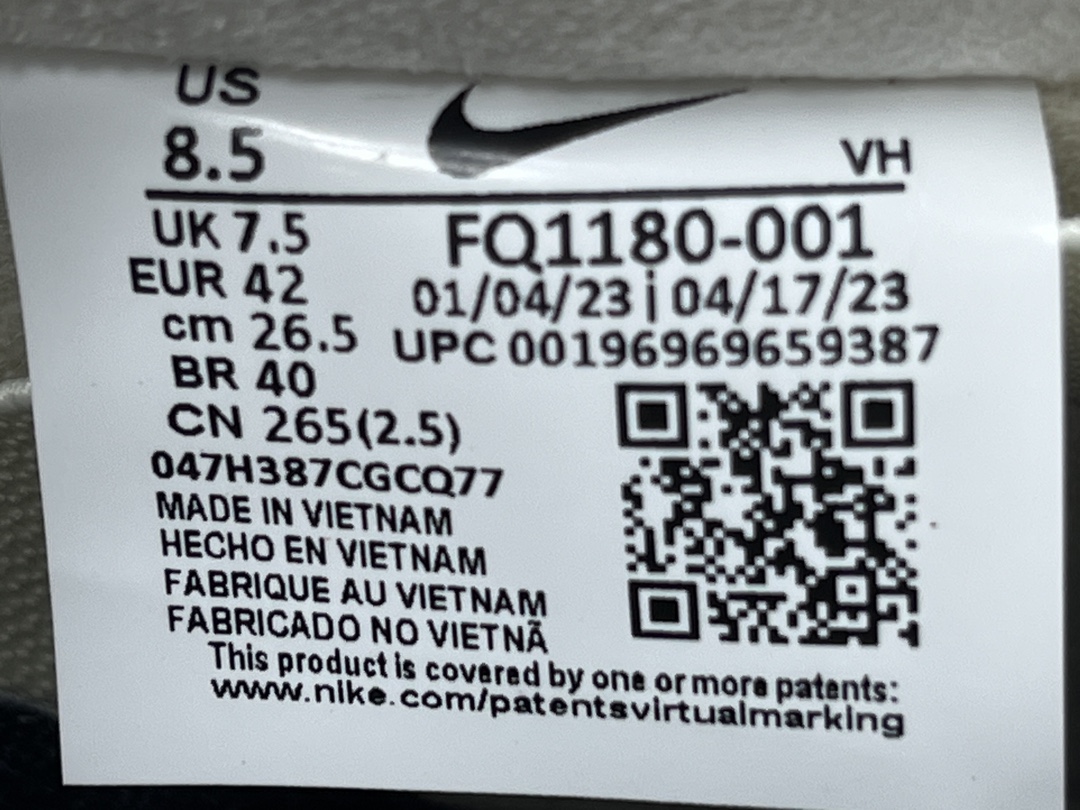 US
8.5
VH
UK 7.5
FQ1180-001
EUR 42
01/04/23 | 04/17/23
cm 26.5
UPC 00196969659387
BR 40
CN 265(2.5)
047H387CGCQ77
MADE IN VIETNAM
HECHO EN VIETNAM
FABRIQUE AU VIETNAM
FABRICADO NO VIETNÃ
This product is covered by one or more patents:
www.nike.com/patentsvirtualmarking